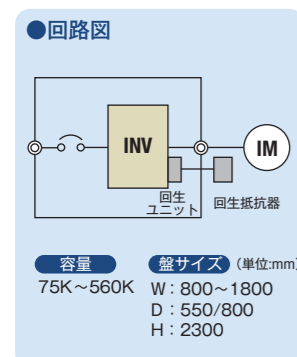 ●回路図
INV
IM
回生
ユニット
回生抵抗器
容量
75K～560K
盤サイズ (単位:mm)
W：800～1800
D：550/800
H：2300